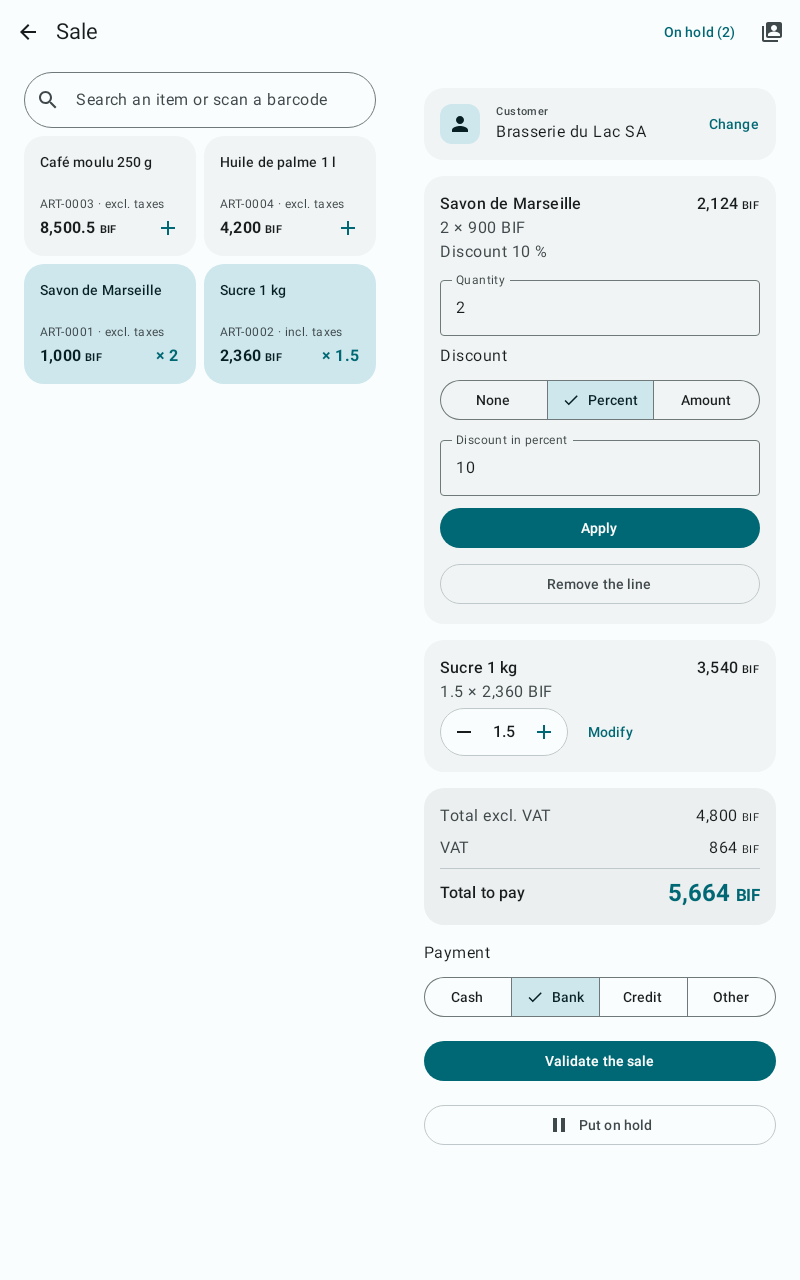 Sale
On hold (2)
Search an item or scan a barcode
Café moulu 250 g
ART-0003 · excl. taxes
8,500.5 BIF
Huile de palme 1 l
ART-0004 · excl. taxes
4,200 BIF
Savon de Marseille
ART-0001 · excl. taxes
1,000 BIF × 2
Sucre 1 kg
ART-0002 · incl. taxes
2,360 BIF × 1.5
Customer
Brasserie du Lac SA
Change
Savon de Marseille 2,124 BIF
2 × 900 BIF
Discount 10 %
Quantity
2
Discount
None Percent Amount
Discount in percent
10
Apply
Remove the line
Sucre 1 kg 3,540 BIF
1.5 × 2,360 BIF
1.5 Modify
Total excl. VAT 4,800 BIF
VAT 864 BIF
Total to pay 5,664 BIF
Payment
Cash Bank Credit Other
Validate the sale
Put on hold